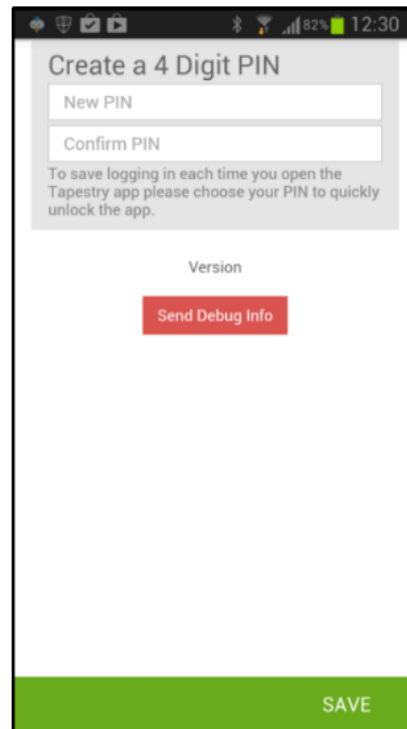 82% 12:30
Create a 4 Digit PIN
New PIN
Confirm PIN
To save logging in each time you open the
Tapestry app please choose your PIN to quickly
unlock the app.
Version
Send Debug Info
SAVE